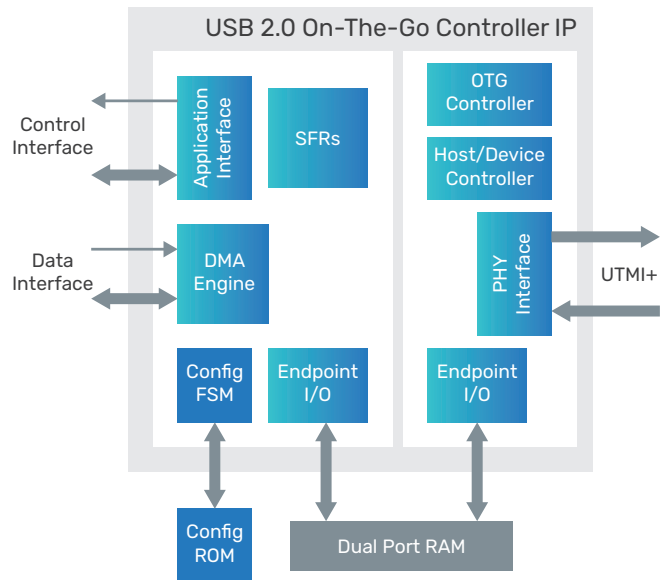 USB 2.0 On-The-Go Controller IP
Control
Interface
Application
Interface
SFRs
OTG
Controller
Host/Device
Controller
Data
Interface
DMA
Engine
PHY
Interface
UTMI+
Config
FSM
Endpoint
I/O
Endpoint
I/O
Config
ROM
Dual Port RAM